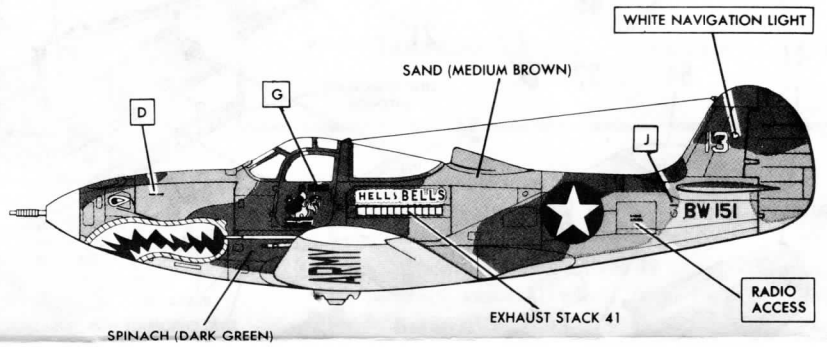 WHITE NAVIGATION LIGHT
SAND (MEDIUM BROWN)
G
D
J
13
HELLS BELLS
BW 151
ARMY
RADIO
ACCESS
EXHAUST STACK 41
SPINACH (DARK GREEN)